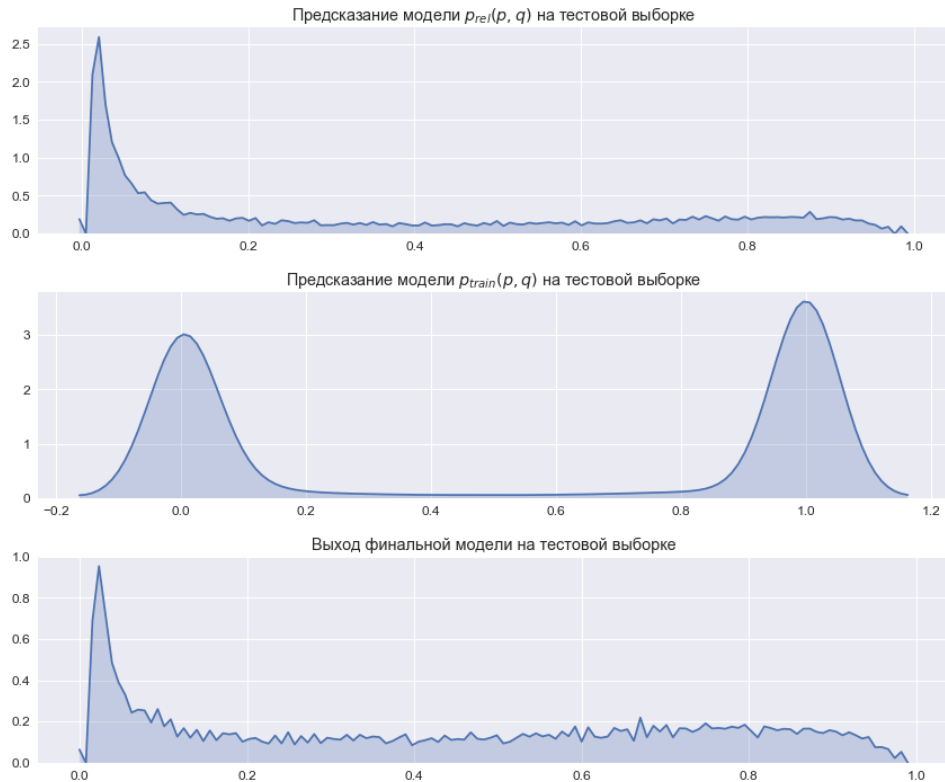 Предсказание модели p_rel(p, q) на тестовой выборке
2.5
2.0
1.5
1.0
0.5
0.0
0.0 0.2 0.4 0.6 0.8 1.0
Предсказание модели p_train(p, q) на тестовой выборке
3
2
1
0
−0.2 0.0 0.2 0.4 0.6 0.8 1.0 1.2
Выход финальной модели на тестовой выборке
1.0
0.8
0.6
0.4
0.2
0.0
0.0 0.2 0.4 0.6 0.8 1.0